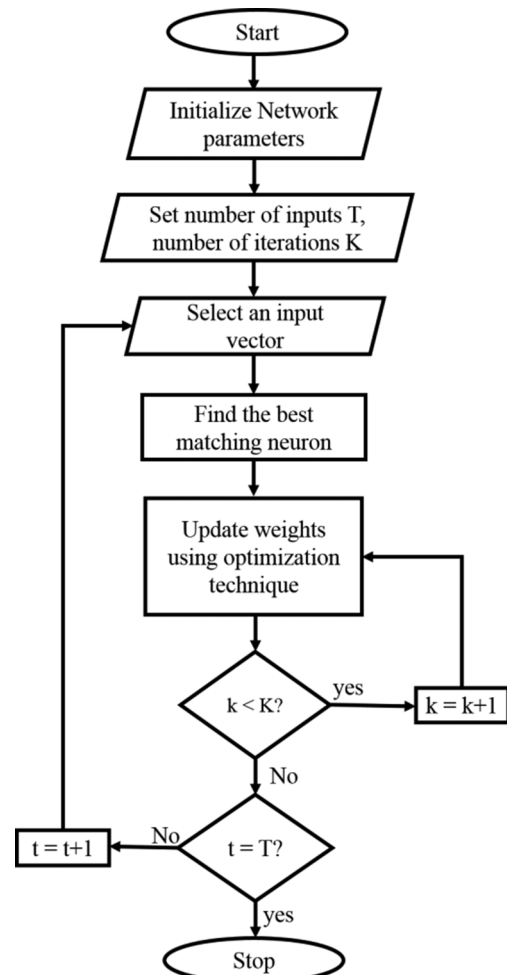 Start
Initialize Network
parameters
Set number of inputs T,
number of iterations K
Select an input
vector
Find the best
matching neuron
Update weights
using optimization
technique
k < K?
yes
k = k+1
No
t = T?
No
t = t+1
yes
Stop